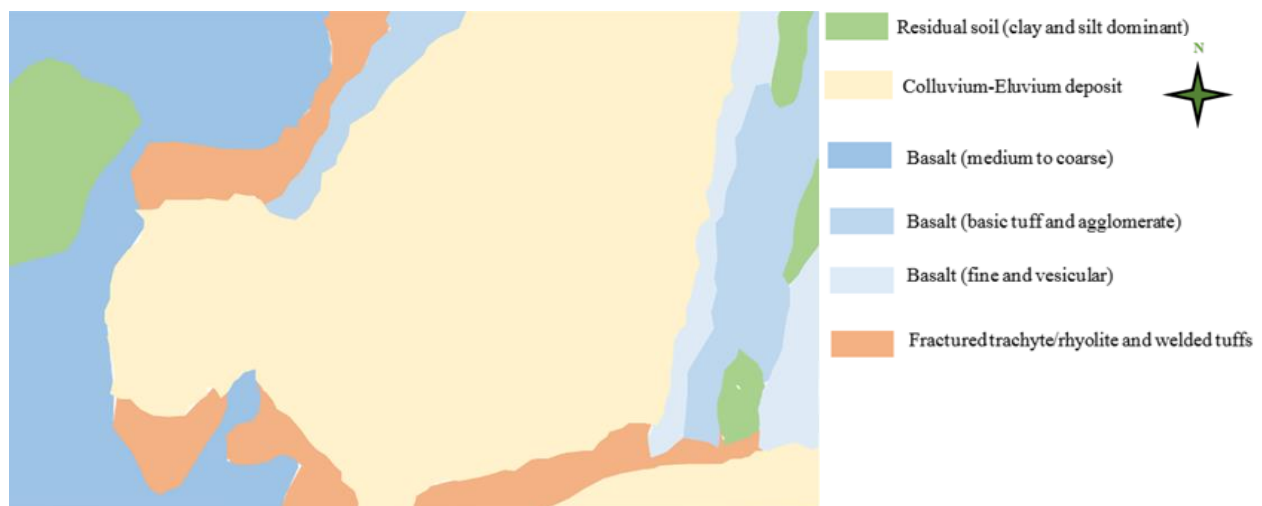 Residual soil (clay and silt dominant)
N
Colluvium-Eluvium deposit
Basalt (medium to coarse)
Basalt (basic tuff and agglomerate)
Basalt (fine and vesicular)
Fractured trachyte/rhyolite and welded tuffs